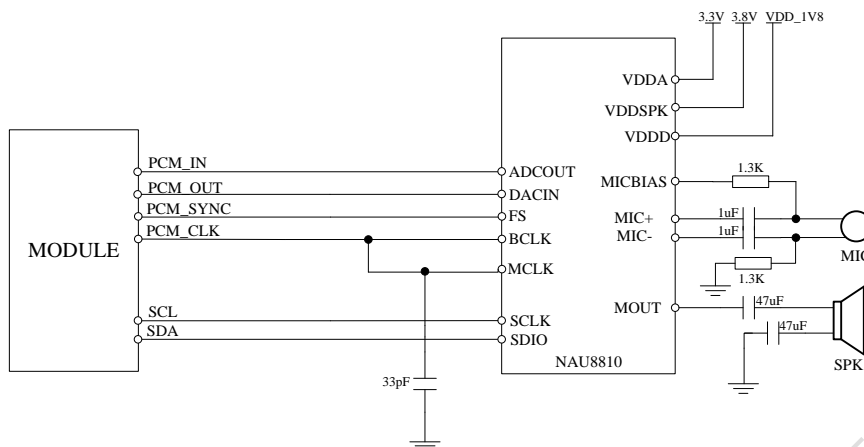 3.3V 3.8V VDD_1V8
VDDA
VDDSPK
VDDD
PCM_IN ADCOUT MICBIAS 1.3K
PCM_OUT DACIN
PCM_SYNC FS MIC+ 1uF
PCM_CLK BCLK MIC- 1uF
MODULE MIC
MCLK 1.3K
MOUT 47uF
SCL SCLK
SDA SDIO 47uF
NAU8810 SPK
33pF